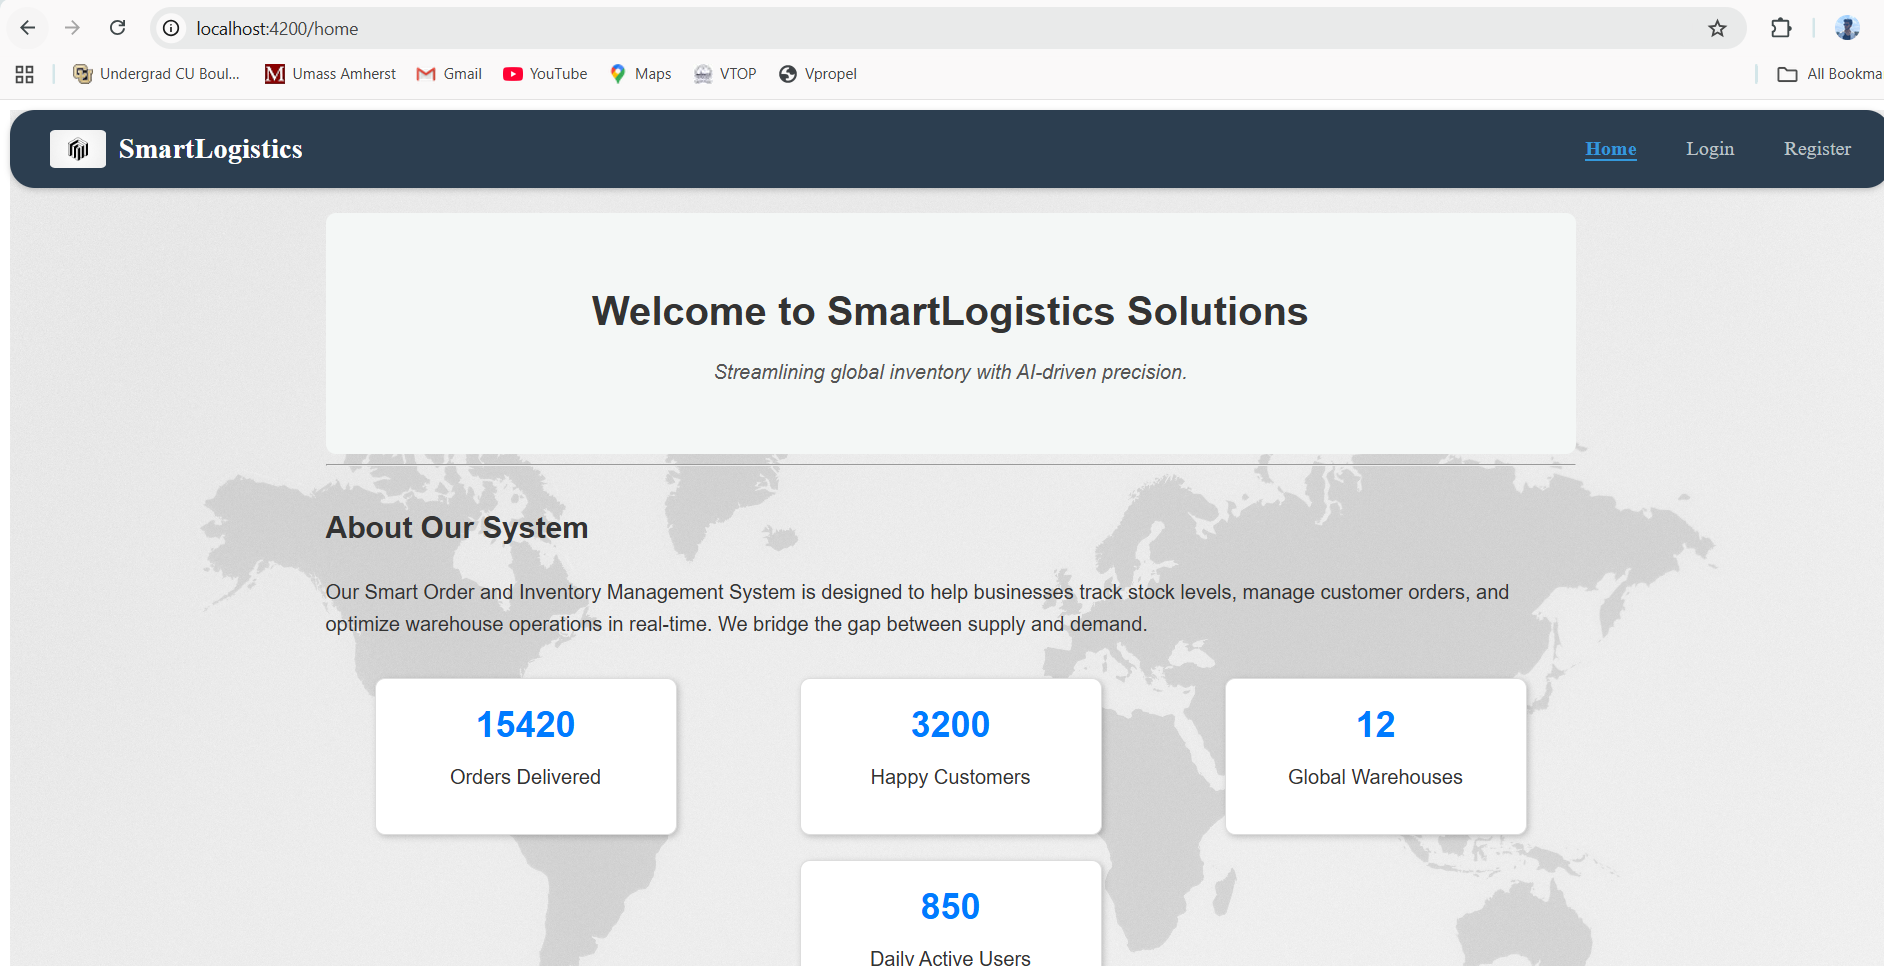 localhost:4200/home
Undergrad CU Boul...
Umass Amherst
Gmail
YouTube
Maps
VTOP
Vpropel
All Bookma
SmartLogistics
Home
Login
Register
Welcome to SmartLogistics Solutions
Streamlining global inventory with AI-driven precision.
About Our System
Our Smart Order and Inventory Management System is designed to help businesses track stock levels, manage customer orders, and
optimize warehouse operations in real-time. We bridge the gap between supply and demand.
15420
Orders Delivered
3200
Happy Customers
12
Global Warehouses
850
Daily Active Users